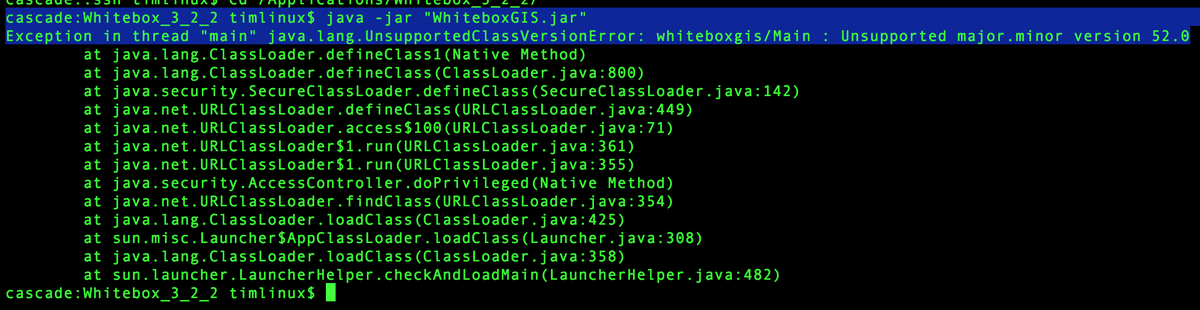 cascade:Whitebox_3_2_2 timlinux$ java -jar "WhiteboxGIS.jar"
Exception in thread "main" java.lang.UnsupportedClassVersionError: whiteboxgis/Main : Unsupported major.minor version 52.0
at java.lang.ClassLoader.defineClass1(Native Method)
at java.lang.ClassLoader.defineClass(ClassLoader.java:800)
at java.security.SecureClassLoader.defineClass(SecureClassLoader.java:142)
at java.net.URLClassLoader.defineClass(URLClassLoader.java:449)
at java.net.URLClassLoader.access$100(URLClassLoader.java:71)
at java.net.URLClassLoader$1.run(URLClassLoader.java:361)
at java.net.URLClassLoader$1.run(URLClassLoader.java:355)
at java.security.AccessController.doPrivileged(Native Method)
at java.net.URLClassLoader.findClass(URLClassLoader.java:354)
at java.lang.ClassLoader.loadClass(ClassLoader.java:425)
at sun.misc.Launcher$AppClassLoader.loadClass(Launcher.java:308)
at java.lang.ClassLoader.loadClass(ClassLoader.java:358)
at sun.launcher.LauncherHelper.checkAndLoadMain(LauncherHelper.java:482)
cascade:Whitebox_3_2_2 timlinux$